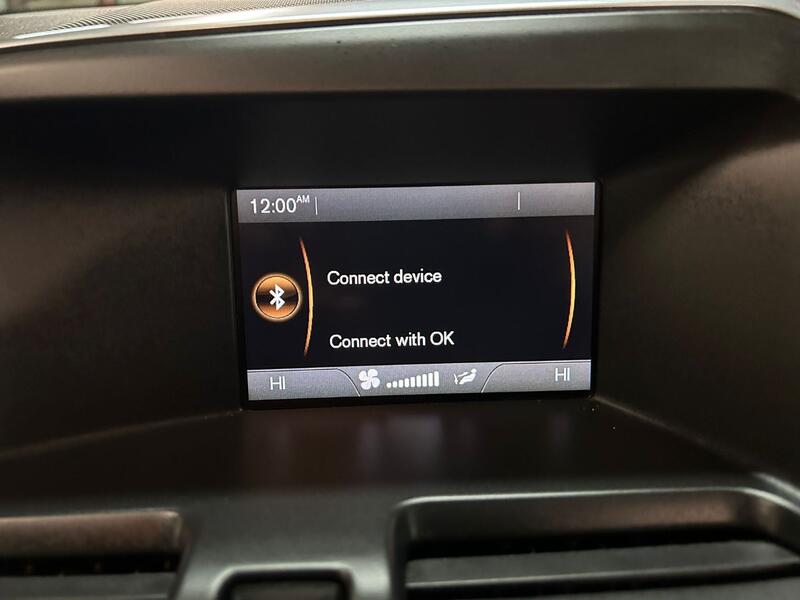 12:00AM
Connect device
Connect with OK
HI HI